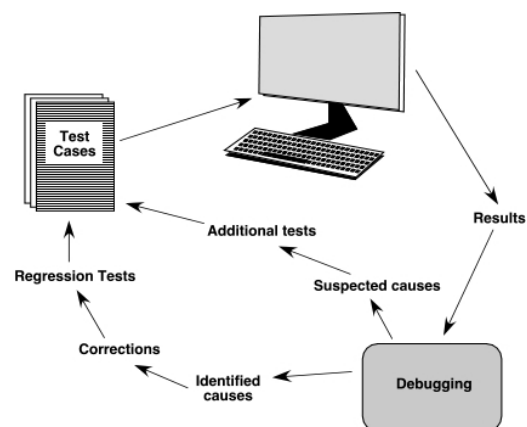 Test
Cases
Results
Additional tests
Regression Tests
Suspected causes
Corrections
Identified
causes
Debugging